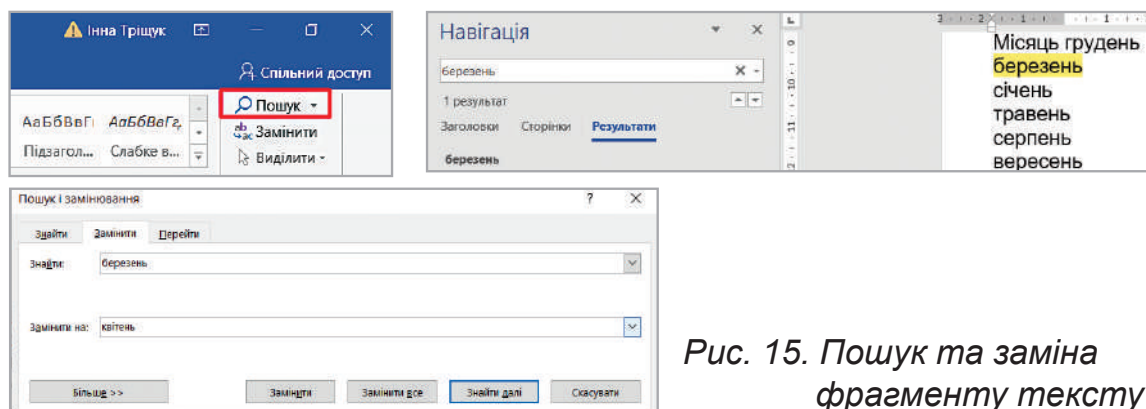 Інна Тріщук
Спільний доступ
АаБбВвГг АаБбВвГг,
Підзагол... Слабке в...
Пошук
Замінити
Виділити
Навігація
березень
1 результат
Заголовки Сторінки Результати
березень
Місяць грудень
березень
січень
травень
серпень
вересень
Пошук і замінювання ?
Знайти Замінити Перейти
Знайти: березень
Замінити на: квітень
Більше >> Замінити Замінити все Знайти далі Скасувати
Рис. 15. Пошук та заміна
фрагменту тексту